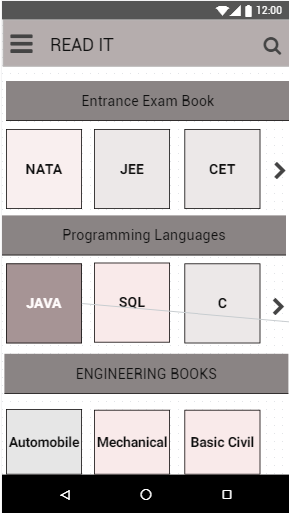 12:00
READ IT
Entrance Exam Book
NATA JEE CET
Programming Languages
JAVA SQL C
ENGINEERING BOOKS
Automobile Mechanical Basic Civil